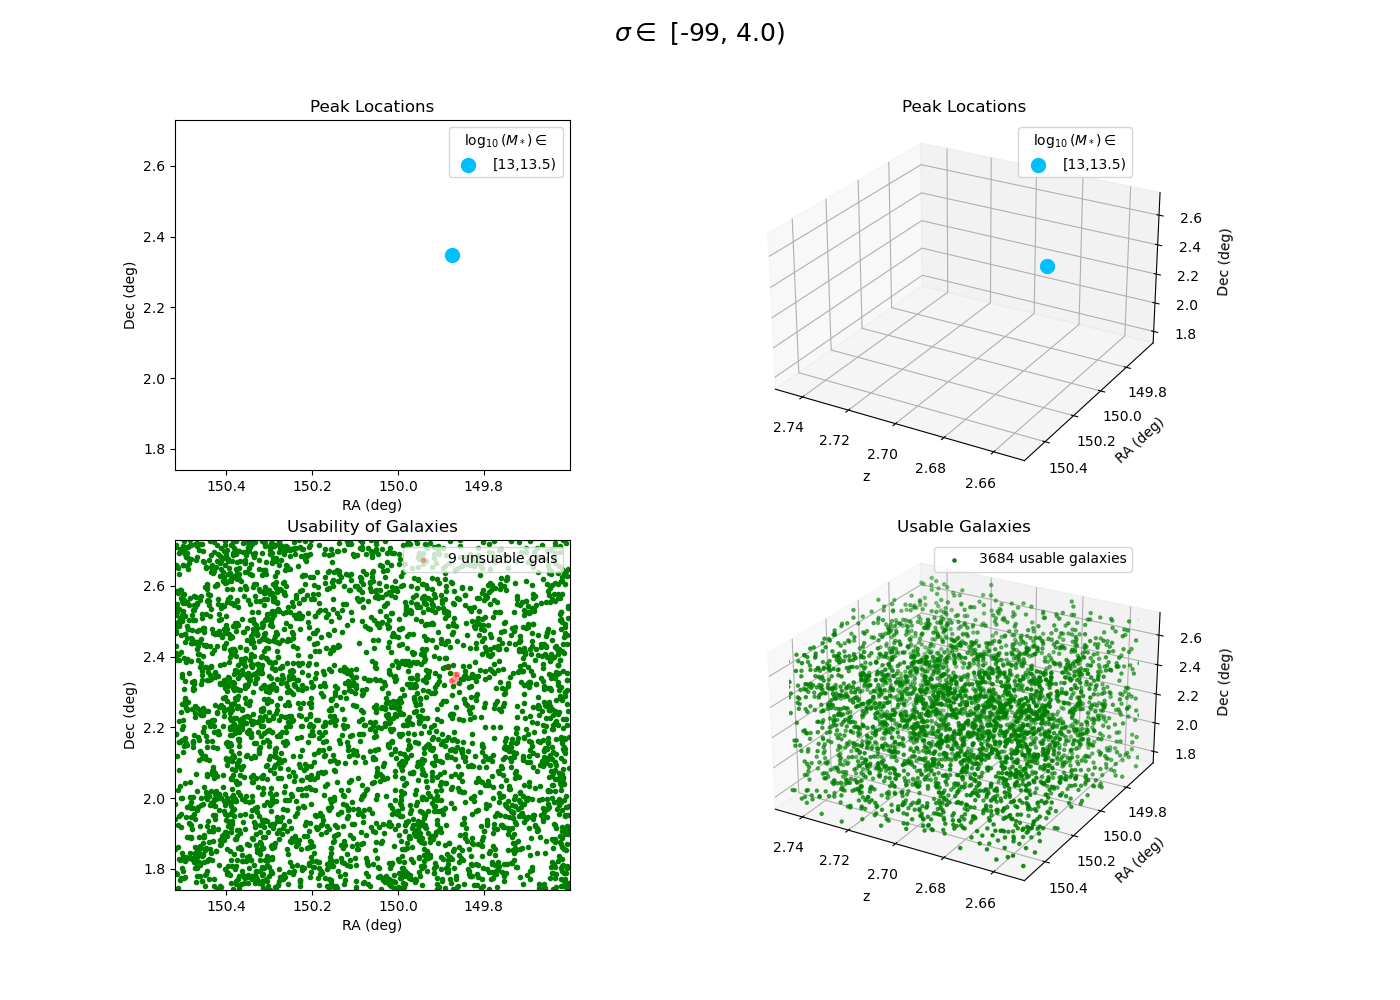 σ ∈ [-99, 4.0)
Peak Locations
log₁₀(M*) ∈
[13,13.5)
2.6
2.4
2.2
2.0
1.8
Dec (deg)
150.4 150.2 150.0 149.8
RA (deg)
Peak Locations
log₁₀(M*) ∈
[13,13.5)
2.6
2.4
2.2
2.0
1.8
Dec (deg)
149.8
150.0
150.2
150.4
RA (deg)
2.74
2.72
2.70
2.68
2.66
z
Usability of Galaxies
9 unsuable gals
2.6
2.4
2.2
2.0
1.8
Dec (deg)
150.4 150.2 150.0 149.8
RA (deg)
Usable Galaxies
3684 usable galaxies
2.6
2.4
2.2
2.0
1.8
Dec (deg)
149.8
150.0
150.2
150.4
RA (deg)
2.74
2.72
2.70
2.68
2.66
z